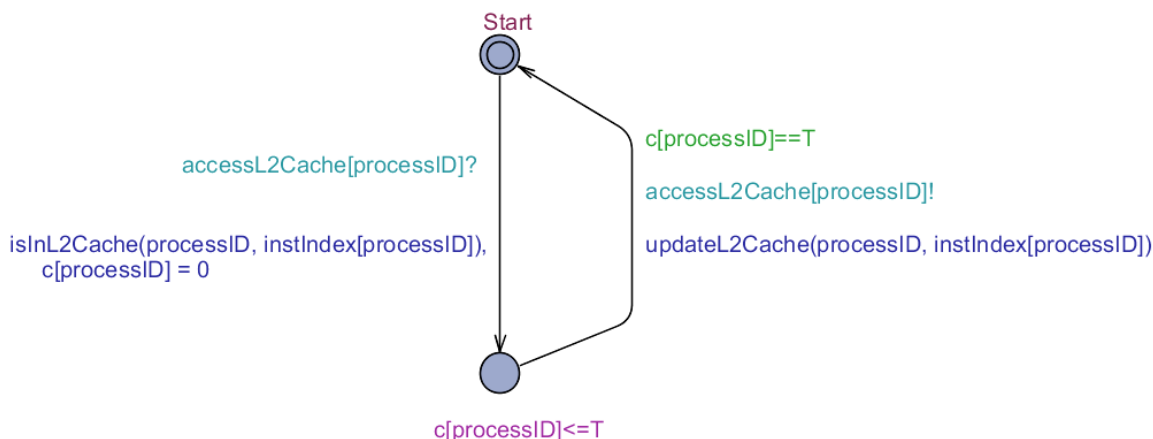 Start
accessL2Cache[processID]?
isInL2Cache(processID, instIndex[processID]),
c[processID] = 0
c[processID]==T
accessL2Cache[processID]!
updateL2Cache(processID, instIndex[processID])
c[processID]<=T